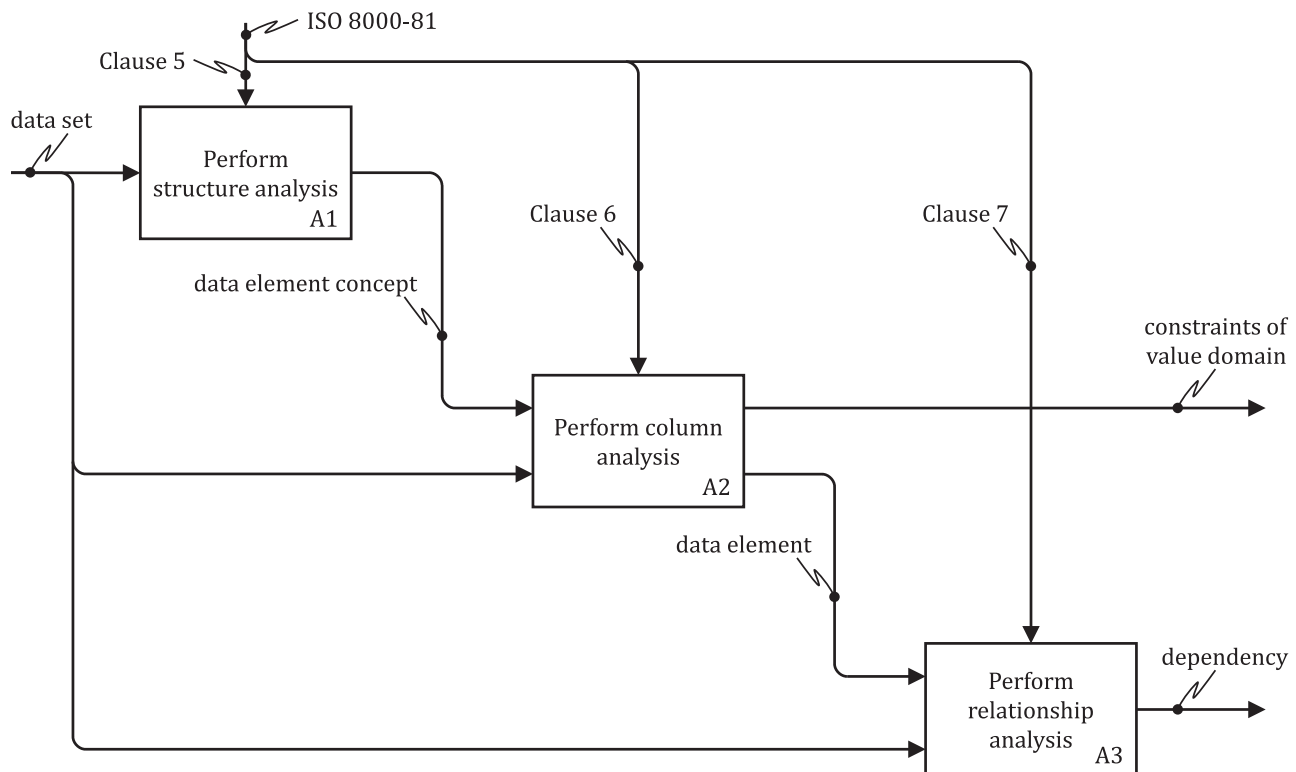 ISO 8000-81
Clause 5
data set
Perform
structure analysis
A1
Clause 6
Clause 7
data element concept
constraints of
value domain
Perform column
analysis
A2
data element
Perform
relationship
analysis
A3
dependency